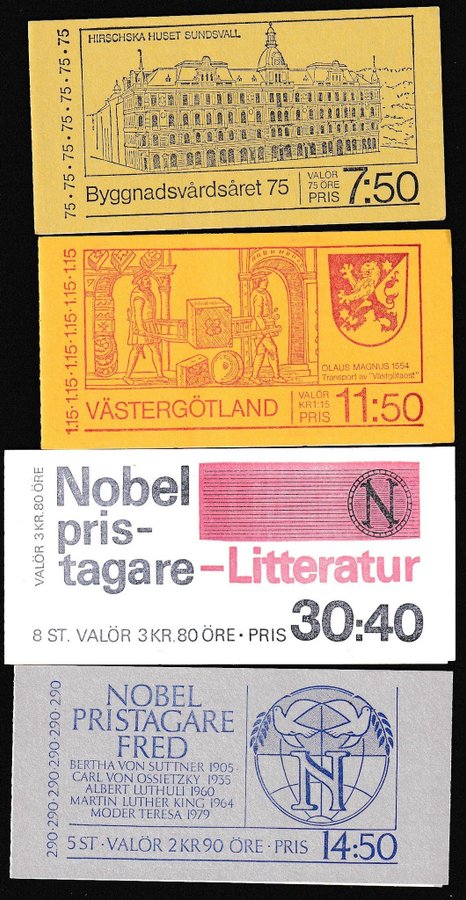 75·75·75·75·75·75·75
HIRSCHSKA HUSET SUNDSVALL
Byggnadsvårdsåret 75
VALÖR
75 ÖRE
PRIS 7:50
1.15·1.15·1.15·1.15·1.15·1.15
OLAUS MAGNUS 1554
Transport av "Västgötaost"
VÄSTERGÖTLAND
VALÖR
KR 1:15
PRIS 11:50
VALÖR 3 KR. 80 ÖRE
Nobel
pris-
tagare–Litteratur
N
8 ST. VALÖR 3 KR. 80 ÖRE · PRIS 30:40
290·290·290·290·290·290
NOBEL
PRISTAGARE
FRED
BERTHA VON SUTTNER 1905·
CARL VON OSSIETZKY 1935
ALBERT LUTHULI 1960
MARTIN LUTHER KING 1964
MODER TERESA 1979
N
5 ST · VALÖR 2 KR 90 ÖRE · PRIS 14:50